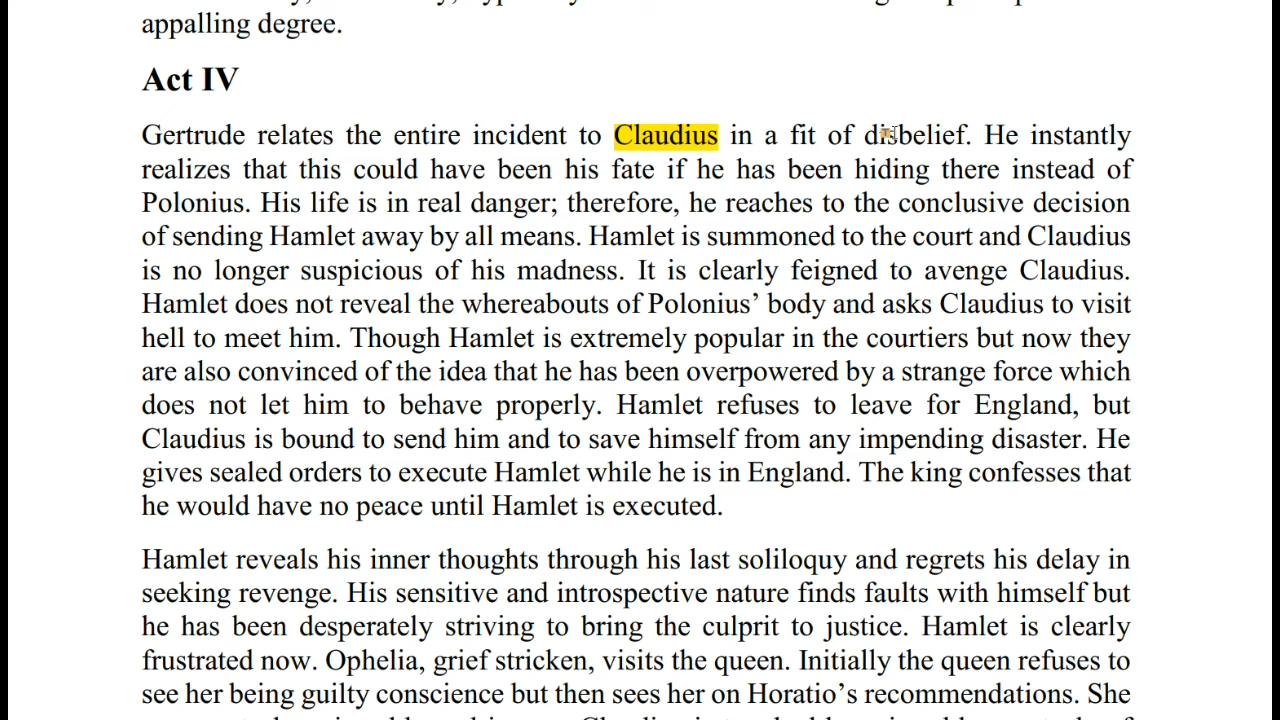 appalling degree.
Act IV
Gertrude relates the entire incident to Claudius in a fit of disbelief. He instantly
realizes that this could have been his fate if he has been hiding there instead of
Polonius. His life is in real danger; therefore, he reaches to the conclusive decision
of sending Hamlet away by all means. Hamlet is summoned to the court and Claudius
is no longer suspicious of his madness. It is clearly feigned to avenge Claudius.
Hamlet does not reveal the whereabouts of Polonius’ body and asks Claudius to visit
hell to meet him. Though Hamlet is extremely popular in the courtiers but now they
are also convinced of the idea that he has been overpowered by a strange force which
does not let him to behave properly. Hamlet refuses to leave for England, but
Claudius is bound to send him and to save himself from any impending disaster. He
gives sealed orders to execute Hamlet while he is in England. The king confesses that
he would have no peace until Hamlet is executed.
Hamlet reveals his inner thoughts through his last soliloquy and regrets his delay in
seeking revenge. His sensitive and introspective nature finds faults with himself but
he has been desperately striving to bring the culprit to justice. Hamlet is clearly
frustrated now. Ophelia, grief stricken, visits the queen. Initially the queen refuses to
see her being guilty conscience but then sees her on Horatio’s recommendations. She